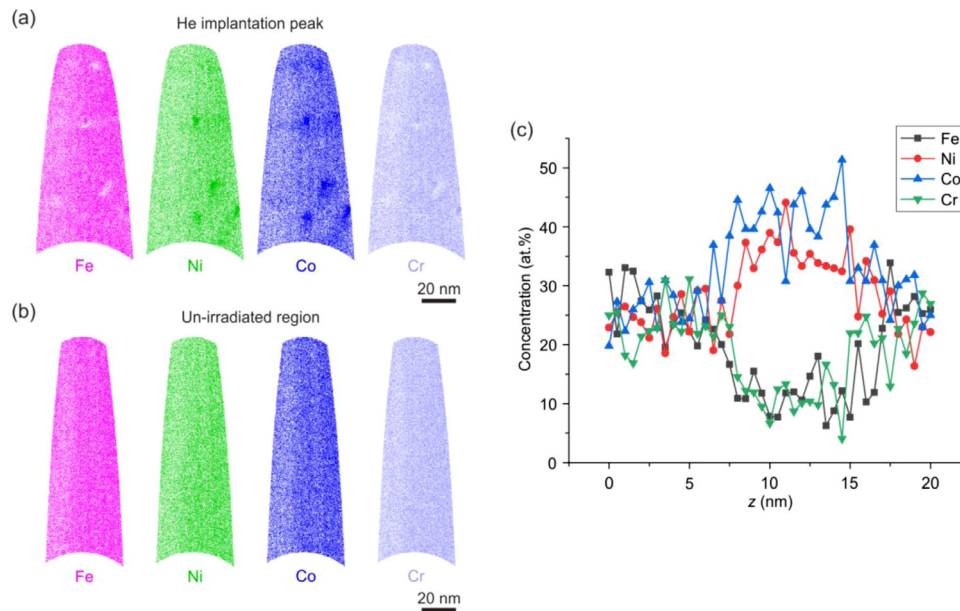 (a)
He implantation peak
Fe
Ni
Co
Cr
20 nm
(b)
Un-irradiated region
Fe
Ni
Co
Cr
20 nm
(c)
Fe
Ni
Co
Cr
Concentration (at.%)
50
40
30
20
10
0
0 5 10 15 20
z (nm)